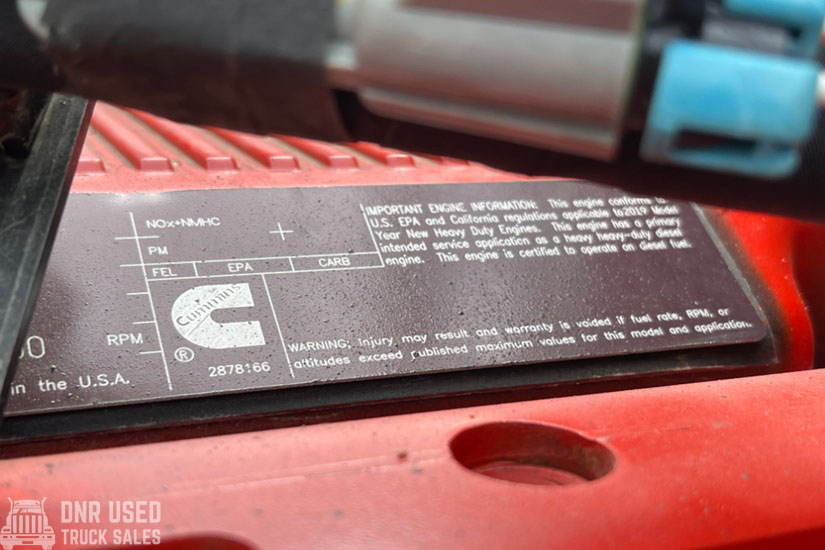 NOx+NMHC
PM
FEL EPA CARB
IMPORTANT ENGINE INFORMATION: This engine conforms to
U.S. EPA and California regulations applicable to2019 Model
Year New Heavy Duty Engines. This engine has a primary
intended service application as a heavy heavy-duty diesel
engine. This engine is certified to operate on diesel fuel.
Cummins
®
2878166
RPM
in the U.S.A.
WARNING: Injury may result and warranty is voided if fuel rate, RPM, or
altitudes exceed published maximum values for this model and application.
DNR USED
TRUCK SALES